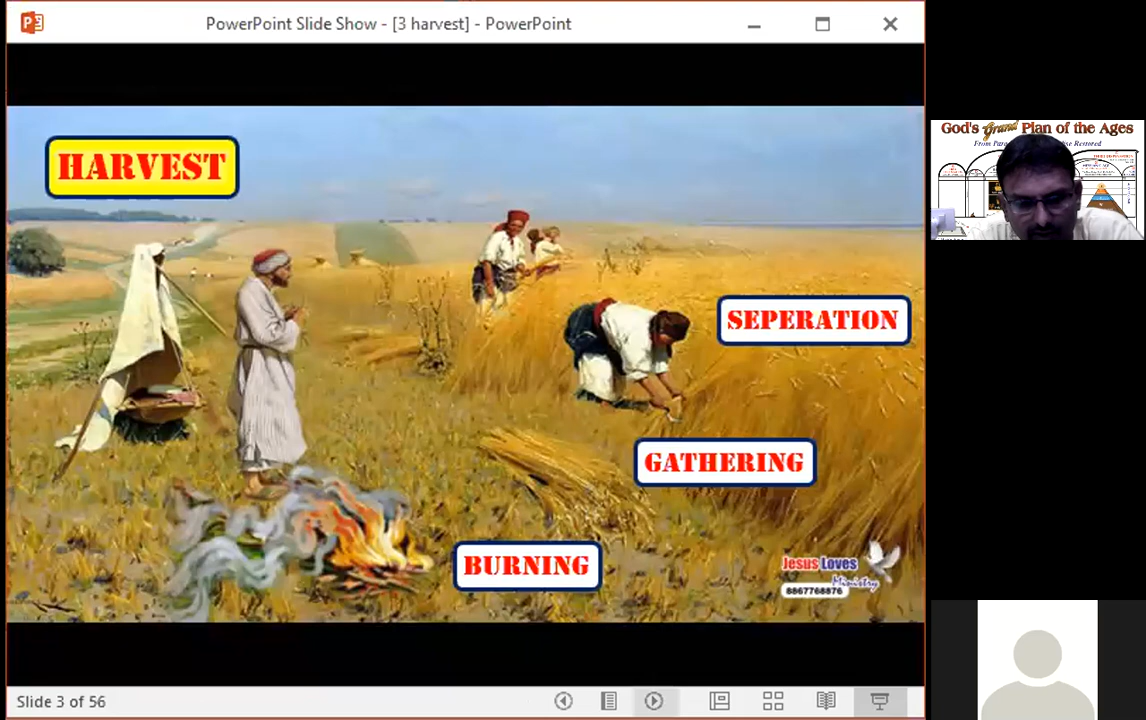 PowerPoint Slide Show - [3 harvest] - PowerPoint
HARVEST
God's Grand Plan of the Ages
SEPERATION
GATHERING
BURNING
Jesus Loves
Ministry
8867768876
Slide 3 of 56